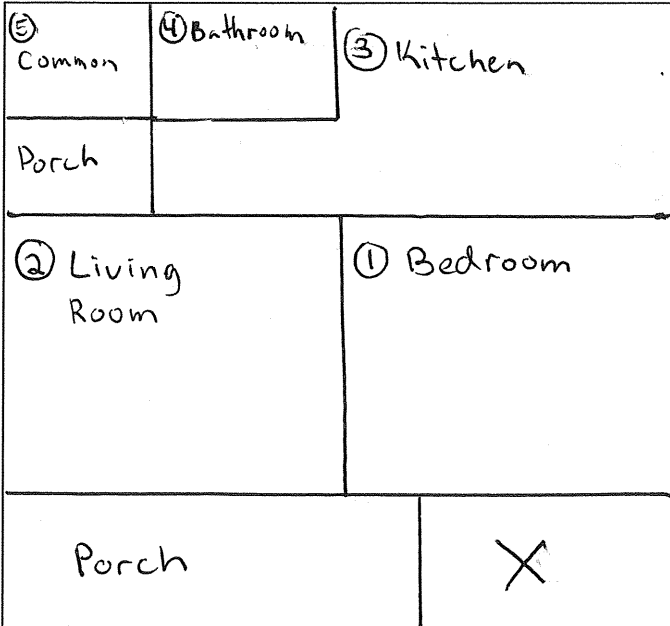 ⑤
Common
④ Bathroom
③ Kitchen
Porch
② Living
Room
① Bedroom
Porch
X